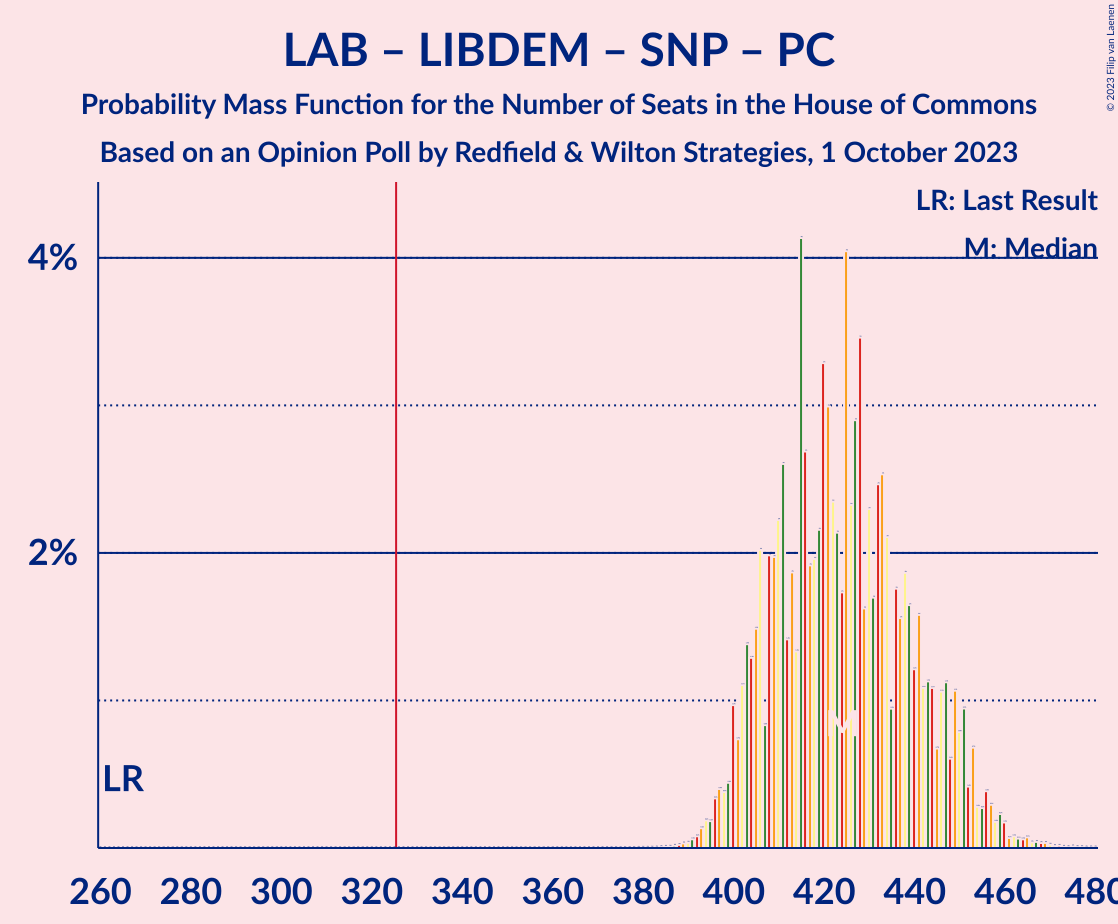 LAB – LIBDEM – SNP – PC
Probability Mass Function for the Number of Seats in the House of Commons
Based on an Opinion Poll by Redfield & Wilton Strategies, 1 October 2023
© 2023 Filip van Laenen
LR: Last Result
M: Median
4%
2%
M
LR
260 280 300 320 340 360 380 400 420 440 460 480